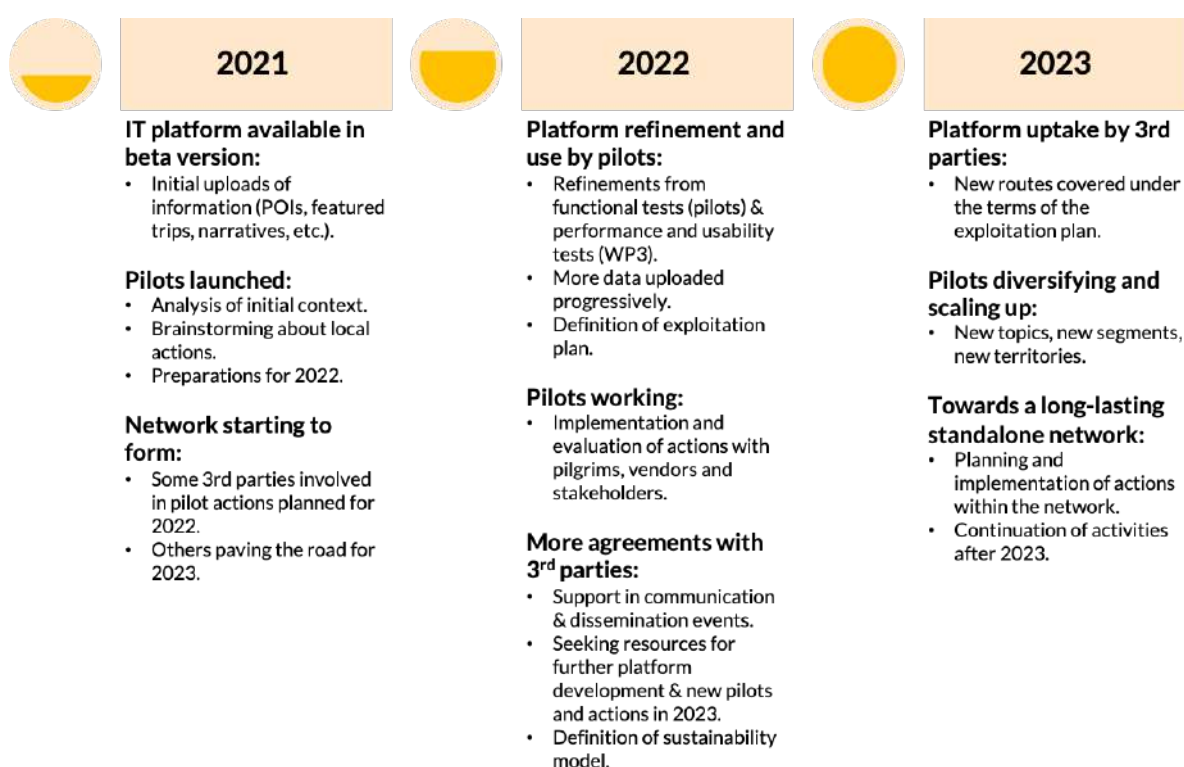 2021
IT platform available in
beta version:
• Initial uploads of
information (POIs, featured
trips, narratives, etc.).
Pilots launched:
• Analysis of initial context.
• Brainstorming about local
actions.
• Preparations for 2022.
Network starting to
form:
• Some 3rd parties involved
in pilot actions planned for
2022.
• Others paving the road for
2023.
2022
Platform refinement and
use by pilots:
• Refinements from
functional tests (pilots) &
performance and usability
tests (WP3).
• More data uploaded
progressively.
• Definition of exploitation
plan.
Pilots working:
• Implementation and
evaluation of actions with
pilgrims, vendors and
stakeholders.
More agreements with
3rd parties:
• Support in communication
& dissemination events.
• Seeking resources for
further platform
development & new pilots
and actions in 2023.
• Definition of sustainability
model.
2023
Platform uptake by 3rd
parties:
• New routes covered under
the terms of the
exploitation plan.
Pilots diversifying and
scaling up:
• New topics, new segments,
new territories.
Towards a long-lasting
standalone network:
• Planning and
implementation of actions
within the network.
• Continuation of activities
after 2023.